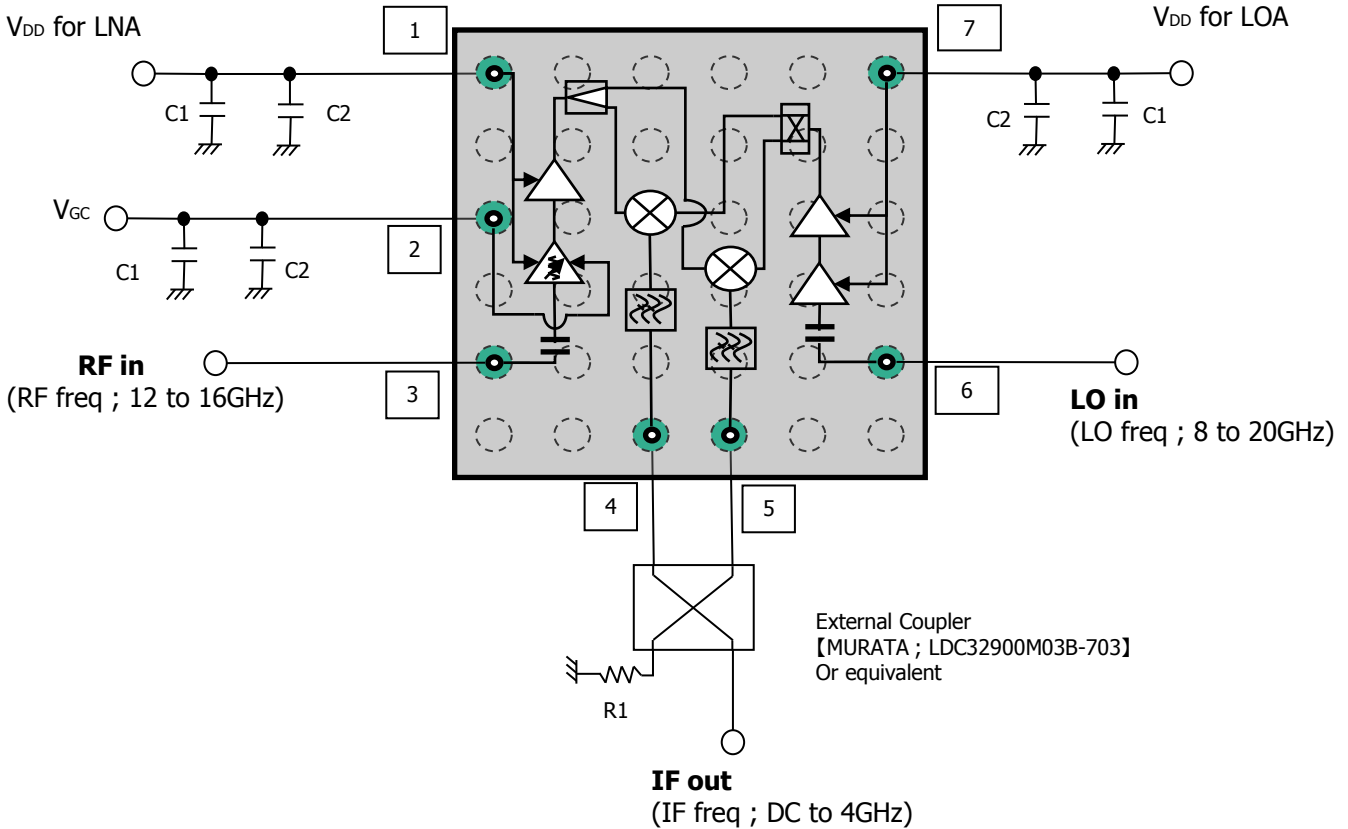 VDD for LNA
1
7
VDD for LOA
C1
C2
C2
C1
VGC
2
C1
C2
RF in
(RF freq ; 12 to 16GHz)
3
6
LO in
(LO freq ; 8 to 20GHz)
4
5
External Coupler
【MURATA ; LDC32900M03B-703】
Or equivalent
R1
IF out
(IF freq ; DC to 4GHz)